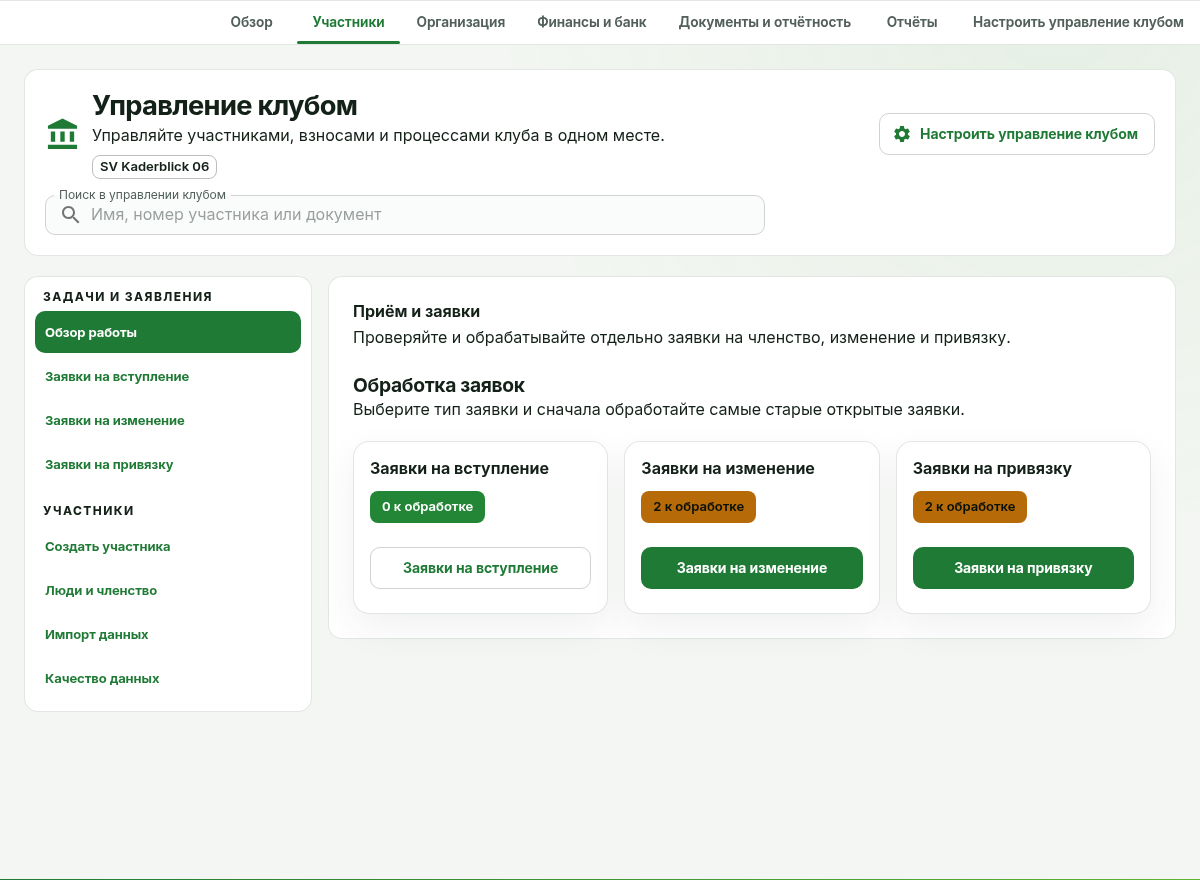 Обзор
Участники
Организация
Финансы и банк
Документы и отчётность
Отчёты
Настроить управление клубом
Управление клубом
Управляйте участниками, взносами и процессами клуба в одном месте.
SV Kaderblick 06
Настроить управление клубом
Поиск в управлении клубом
Имя, номер участника или документ
ЗАДАЧИ И ЗАЯВЛЕНИЯ
Обзор работы
Заявки на вступление
Заявки на изменение
Заявки на привязку
УЧАСТНИКИ
Создать участника
Люди и членство
Импорт данных
Качество данных
Приём и заявки
Проверяйте и обрабатывайте отдельно заявки на членство, изменение и привязку.
Обработка заявок
Выберите тип заявки и сначала обработайте самые старые открытые заявки.
Заявки на вступление
0 к обработке
Заявки на вступление
Заявки на изменение
2 к обработке
Заявки на изменение
Заявки на привязку
2 к обработке
Заявки на привязку